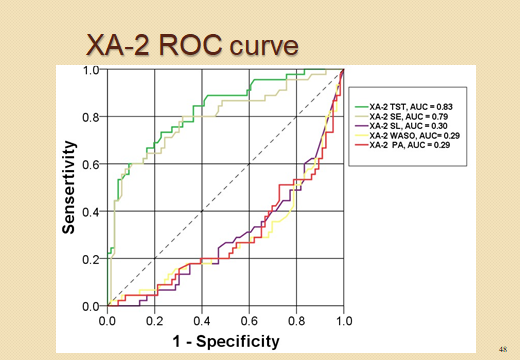 XA-2 ROC curve
XA-2 TST, AUC = 0.83
XA-2 SE, AUC = 0.79
XA-2 SL, AUC = 0.30
XA-2 WASO, AUC= 0.29
XA-2 PA, AUC = 0.29
Sensertivity
1.0
0.8
0.6
0.4
0.2
0.0
0.0 0.2 0.4 0.6 0.8 1.0
1 - Specificity
48